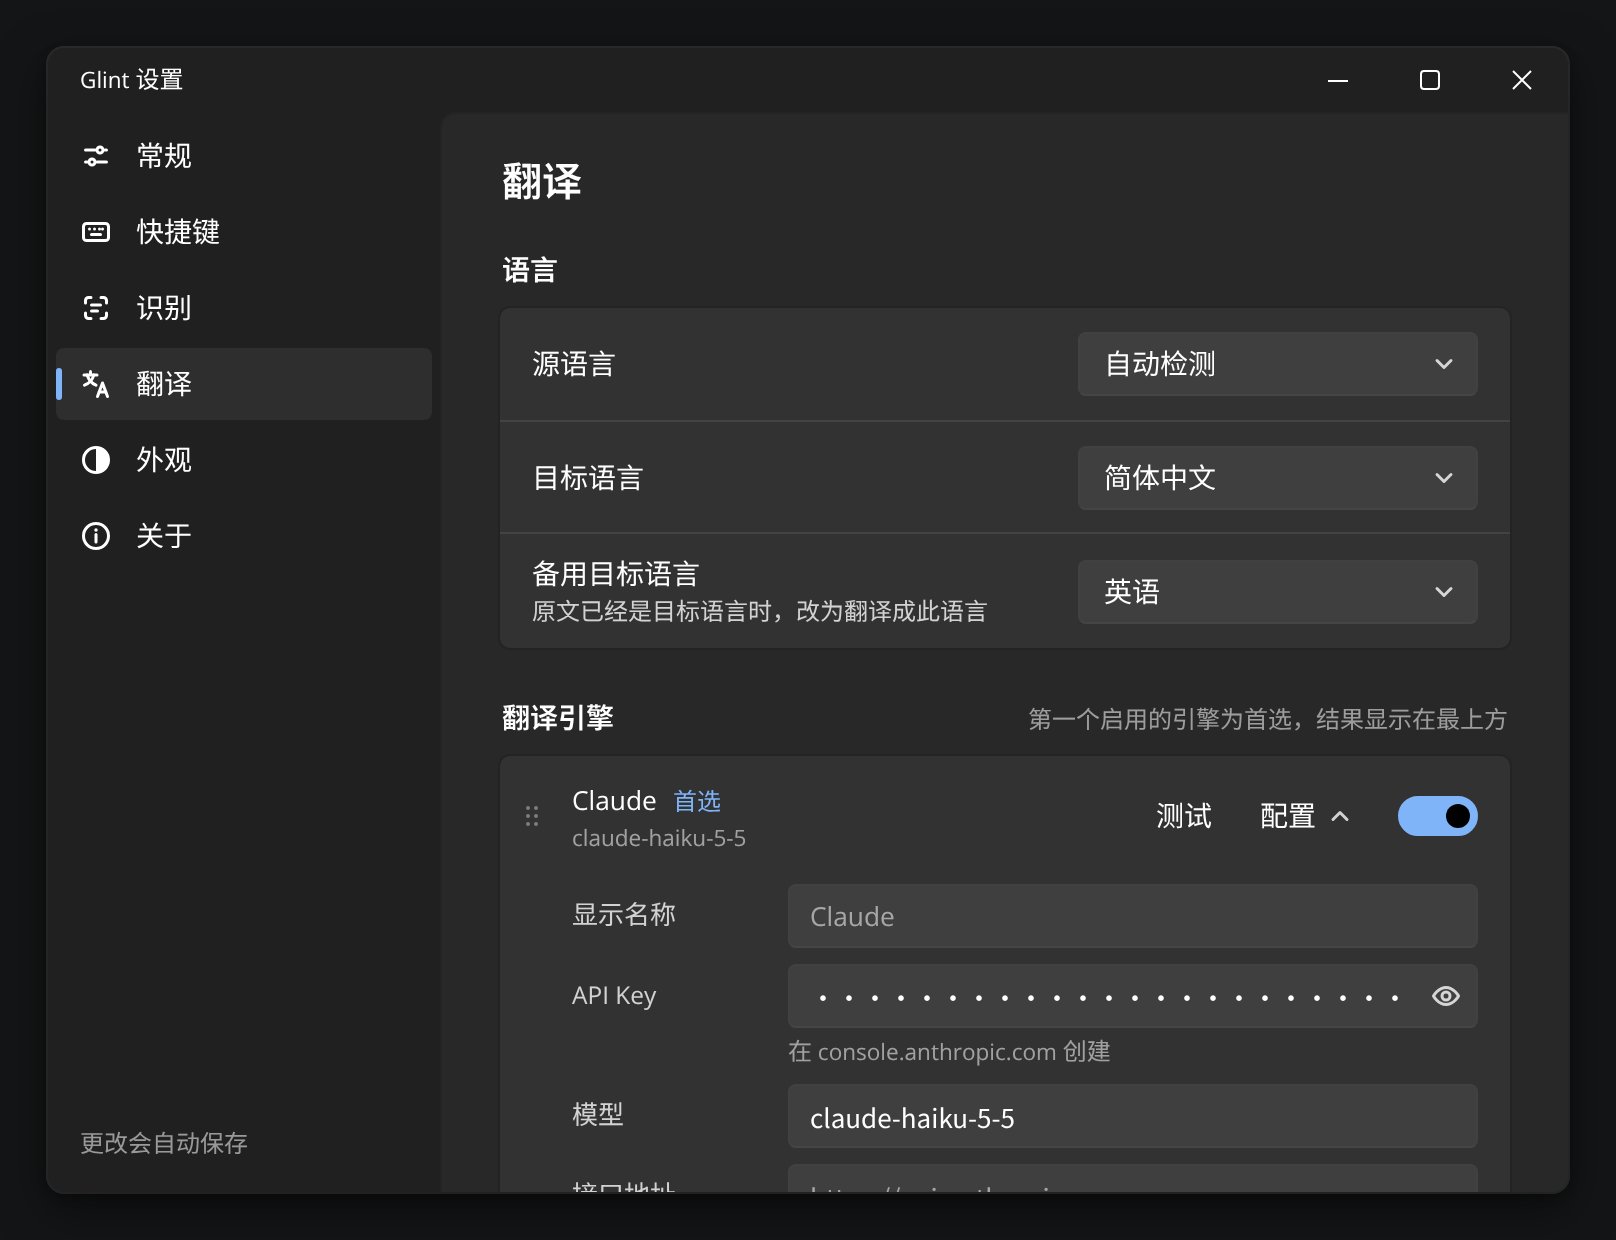 Glint 设置
常规
快捷键
识别
翻译
外观
关于
更改会自动保存
翻译
语言
源语言
自动检测
目标语言
简体中文
备用目标语言
原文已经是目标语言时，改为翻译成此语言
英语
翻译引擎
第一个启用的引擎为首选，结果显示在最上方
Claude 首选
claude-haiku-5-5
测试
配置
显示名称
Claude
API Key
在 console.anthropic.com 创建
模型
claude-haiku-5-5
接口地址